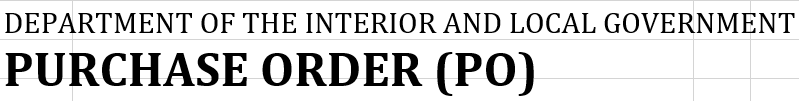 DEPARTMENT OF THE INTERIOR AND LOCAL GOVERNMENT
PURCHASE ORDER (PO)